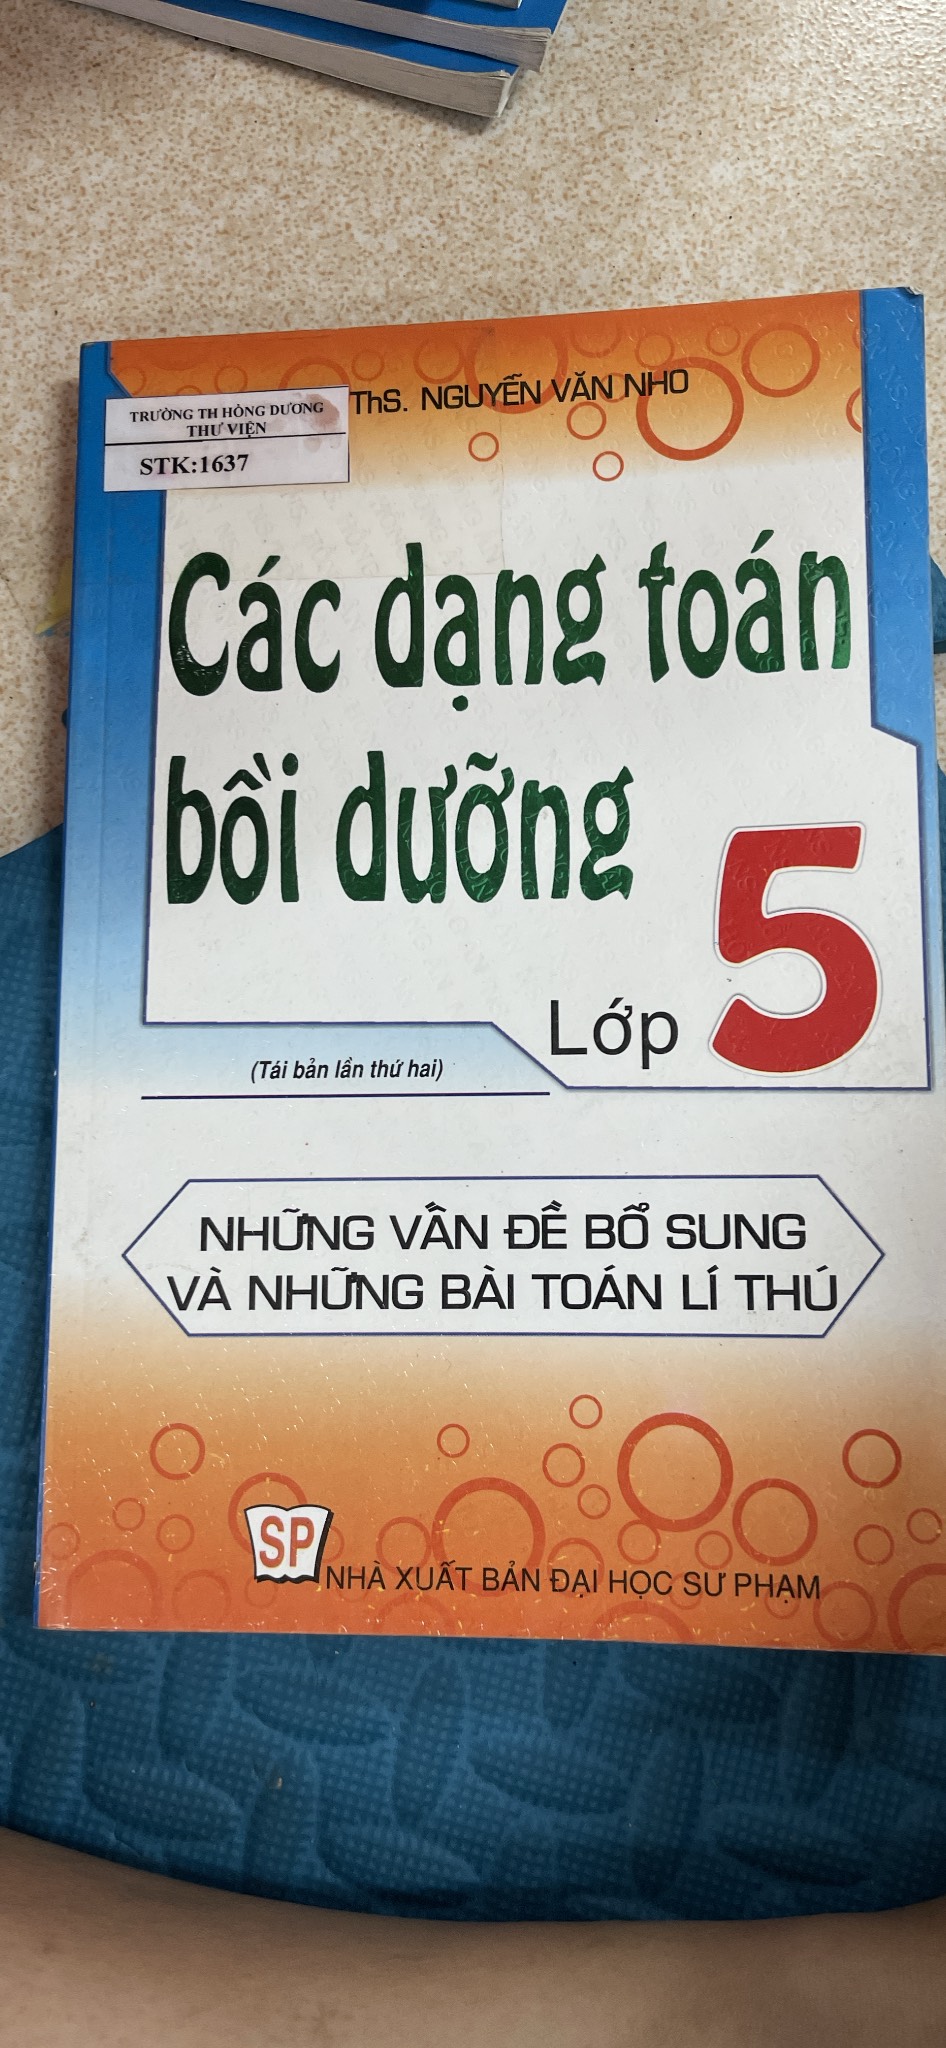 ThS. NGUYỄN VĂN NHO
TRƯỜNG TH HỒNG DƯƠNG
THƯ VIỆN
STK:1637
Các dạng toán
bồi dưỡng
Lớp 5
(Tái bản lần thứ hai)
NHỮNG VẤN ĐỀ BỔ SUNG
VÀ NHỮNG BÀI TOÁN LÍ THÚ
SP
NHÀ XUẤT BẢN ĐẠI HỌC SƯ PHẠM